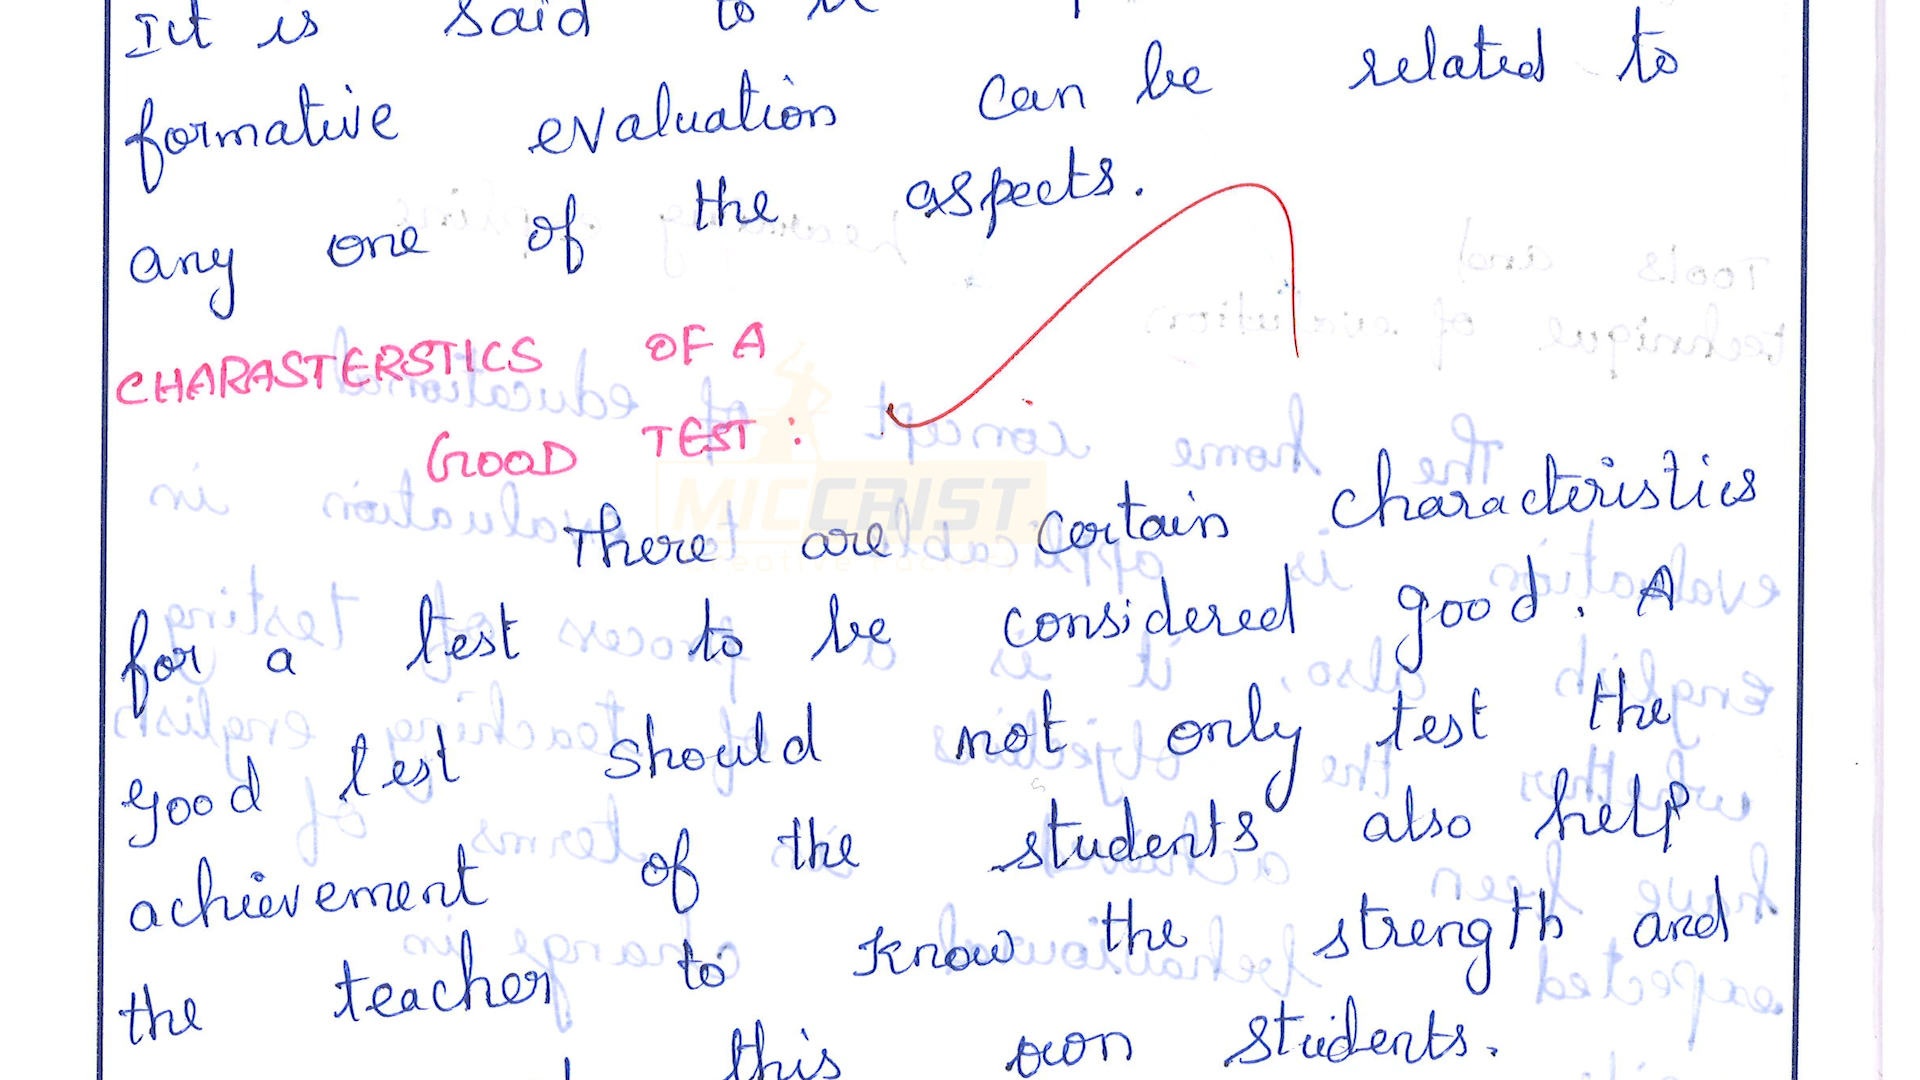 It is said to
formative evaluation can be related to
any one of the aspects.
CHARASTERSTICS OF A
GOOD TEST:
There are certain characteristics
for a test to be considered good. A
good test should not only test the
achievement of the students also help
the teacher to know the strength and
this own students.
MICCRIST